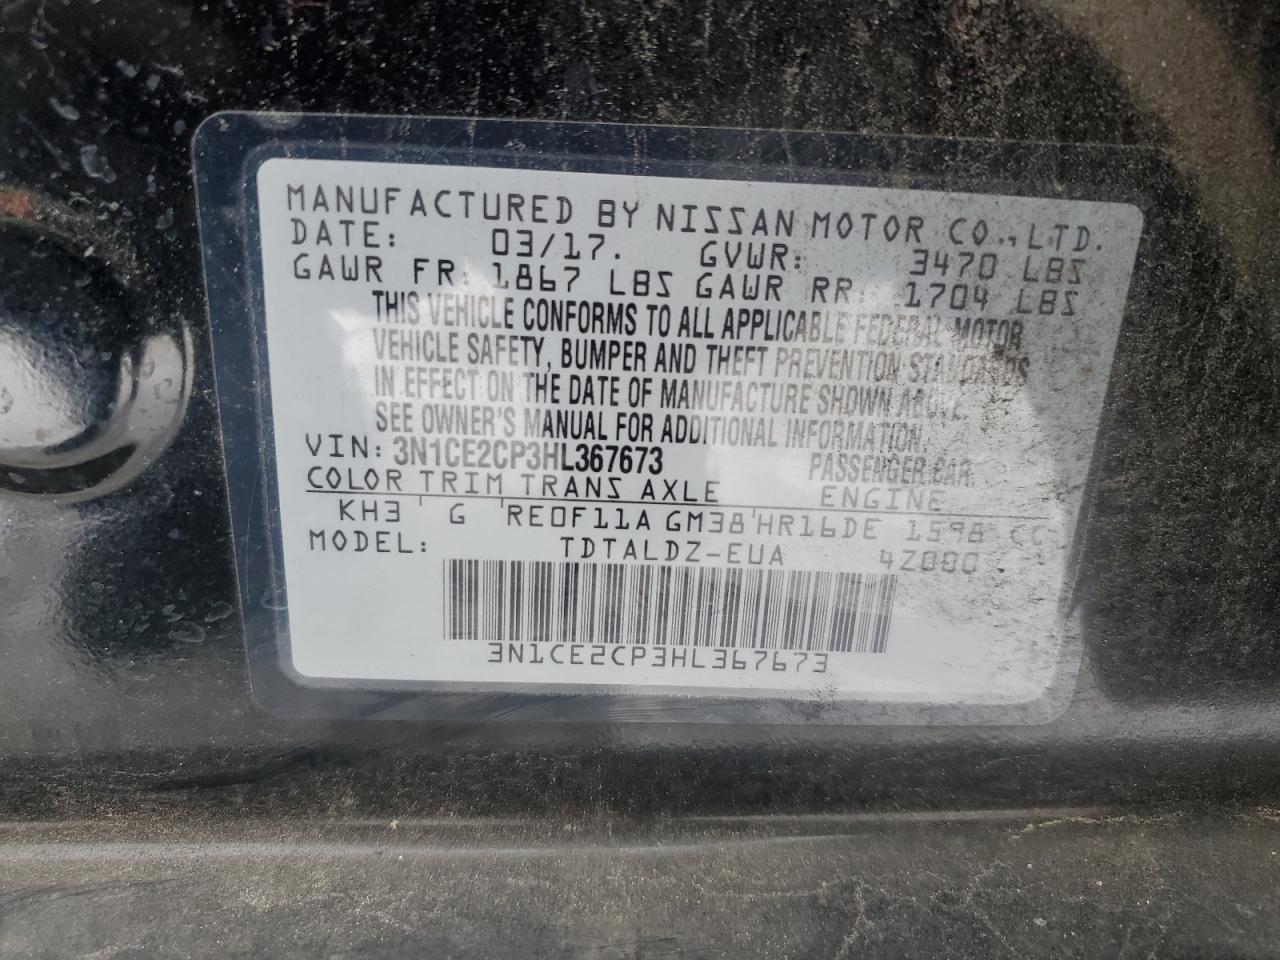 MANUFACTURED BY NISSAN MOTOR CO., LTD.
DATE: 03/17. GVWR: 3470 LBS
GAWR FR: 1867 LBS GAWR RR: 1704 LBS
THIS VEHICLE CONFORMS TO ALL APPLICABLE FEDERAL MOTOR
VEHICLE SAFETY, BUMPER AND THEFT PREVENTION STANDARDS
IN EFFECT ON THE DATE OF MANUFACTURE SHOWN ABOVE.
SEE OWNER'S MANUAL FOR ADDITIONAL INFORMATION.
VIN: 3N1CE2CP3HL367673 PASSENGER CAR
COLOR TRIM TRANS AXLE ENGINE
KH3 G RE0F11A GM38 HR16DE 1598 CC
MODEL: TDTALDZ-EUA 4Z000
3N1CE2CP3HL367673